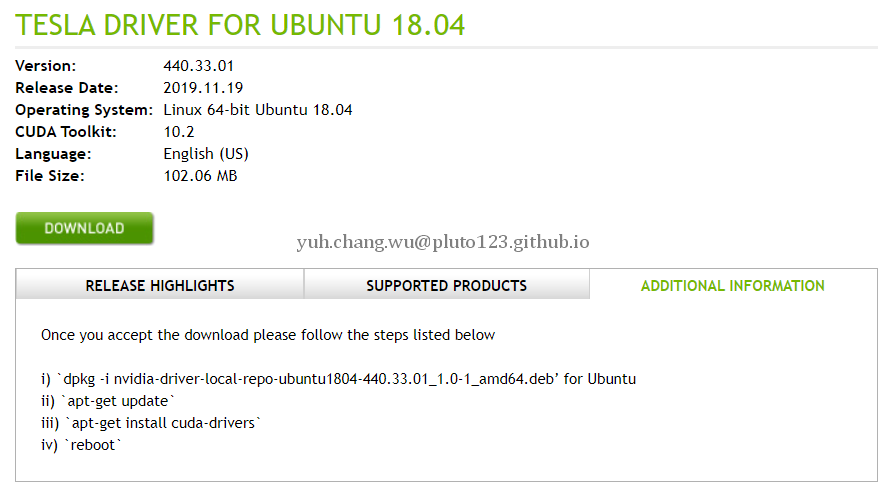 TESLA DRIVER FOR UBUNTU 18.04
Version: 440.33.01
Release Date: 2019.11.19
Operating System: Linux 64-bit Ubuntu 18.04
CUDA Toolkit: 10.2
Language: English (US)
File Size: 102.06 MB
DOWNLOAD
yuh.chang.wu@pluto123.github.io
RELEASE HIGHLIGHTS SUPPORTED PRODUCTS ADDITIONAL INFORMATION
Once you accept the download please follow the steps listed below
i) `dpkg -i nvidia-driver-local-repo-ubuntu1804-440.33.01_1.0-1_amd64.deb’ for Ubuntu
ii) `apt-get update`
iii) `apt-get install cuda-drivers`
iv) `reboot`